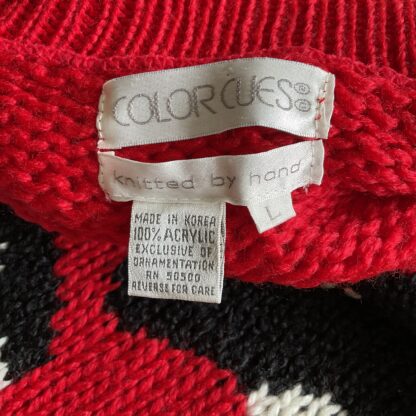 COLOR CUES®
knitted by hand
L
MADE IN KOREA
100% ACRYLIC
EXCLUSIVE OF
ORNAMENTATION
RN 50500
REVERSE FOR CARE